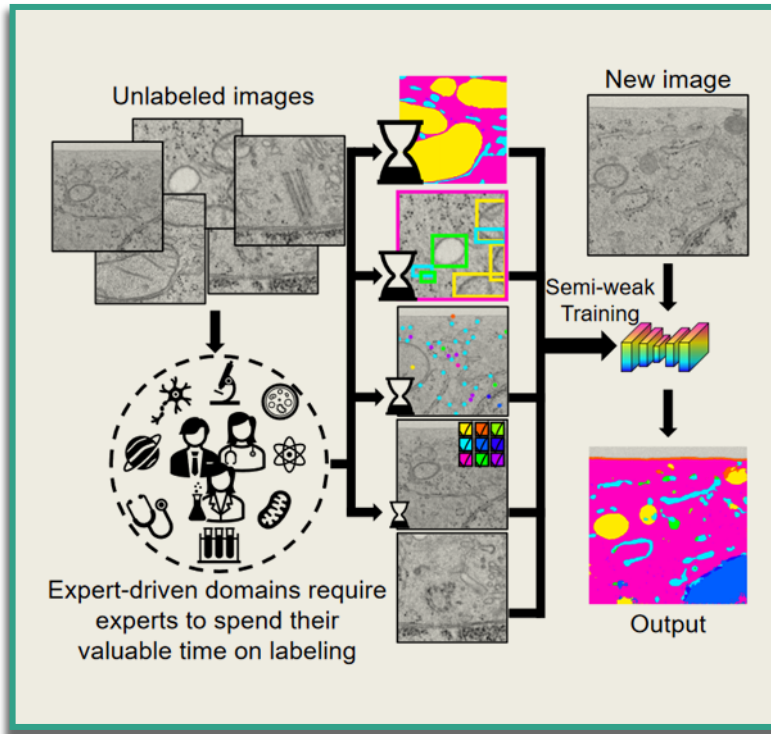 Unlabeled images
New image
Semi-weak
Training
Expert-driven domains require
experts to spend their
valuable time on labeling
Output